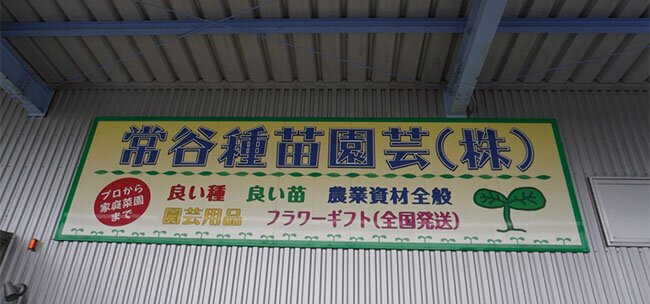 常谷種苗園芸(株)
プロから
家庭菜園
まで
良い種 良い苗 農業資材全般
園芸用品 フラワーギフト(全国発送)